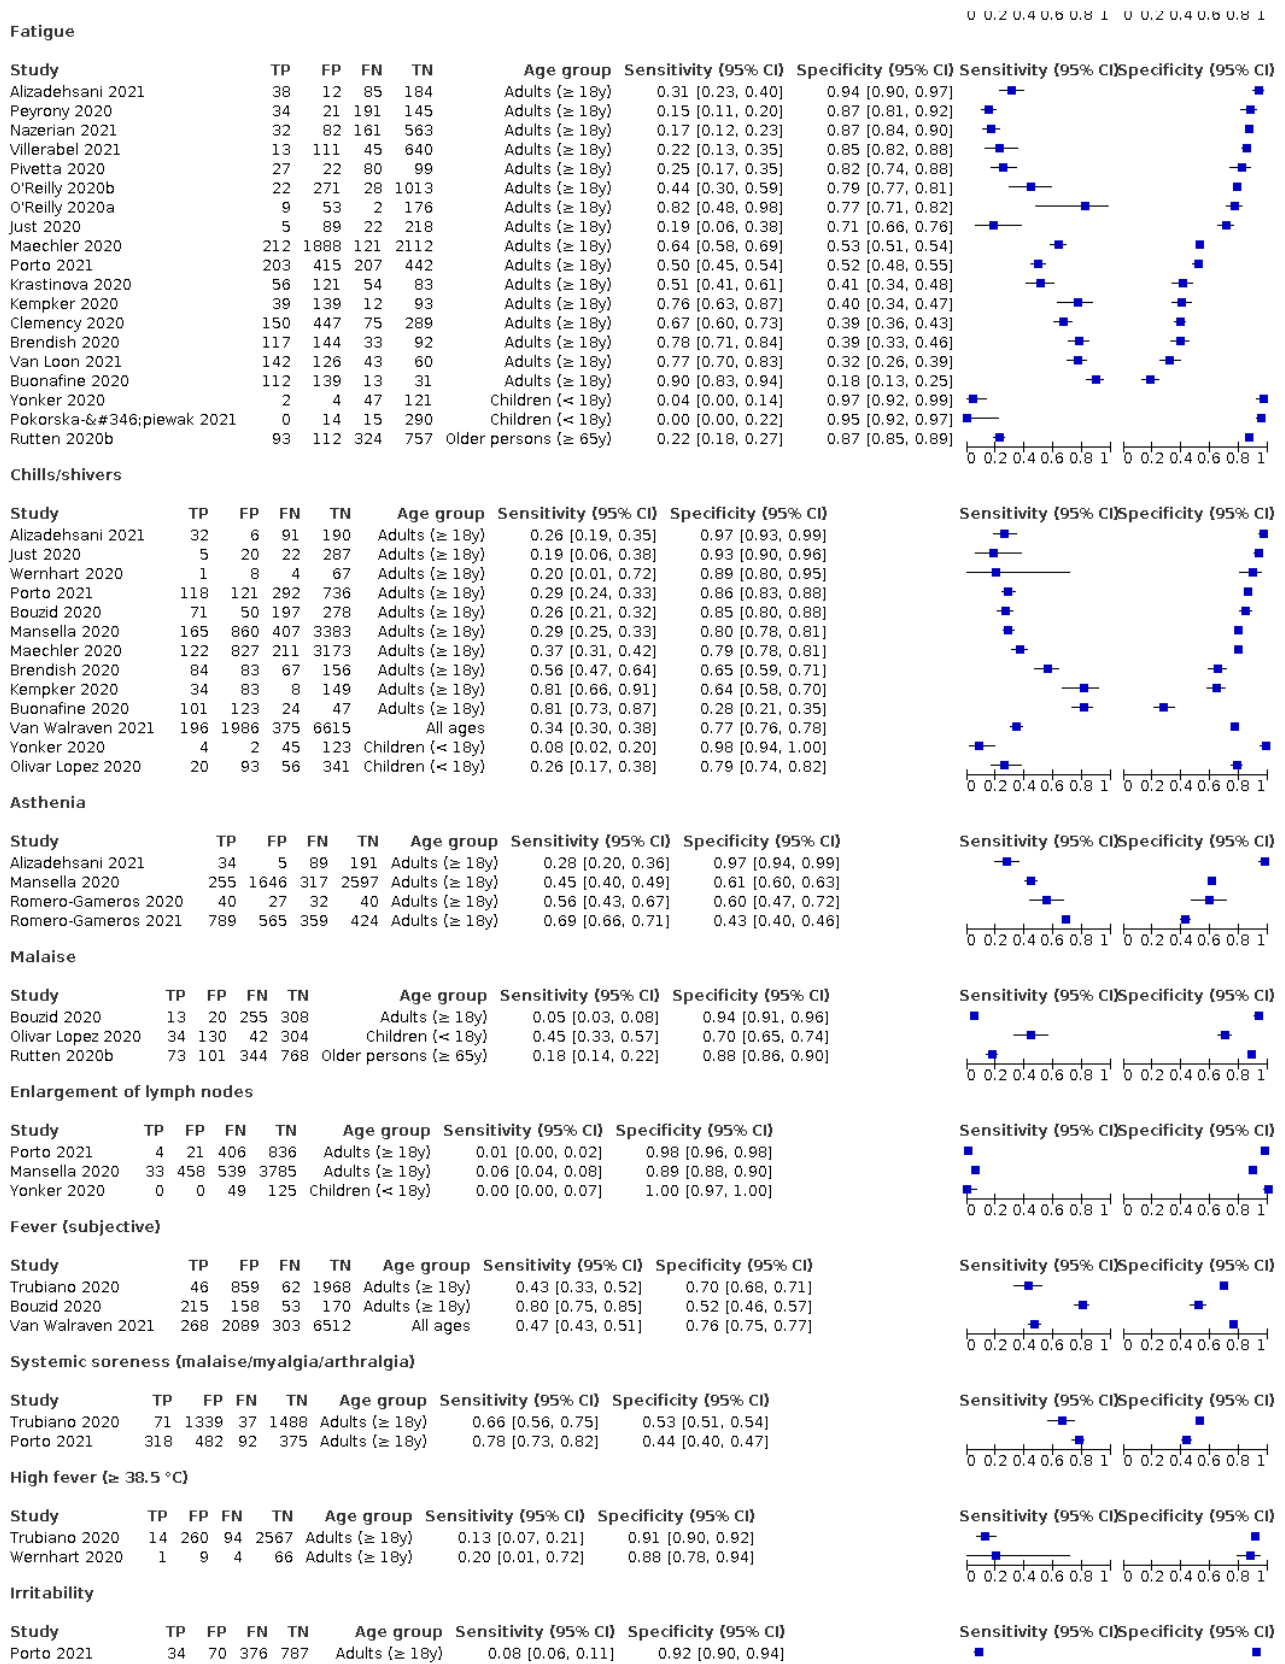 0 0.2 0.4 0.6 0.8 1 0 0.2 0.4 0.6 0.8 1
Fatigue
Study TP FP FN TN Age group Sensitivity (95% CI) Specificity (95% CI) Sensitivity (95% CI)Specificity (95% CI)
Alizadehsani 2021 38 12 85 184 Adults (≥ 18y) 0.31 [0.23, 0.40] 0.94 [0.90, 0.97]
Peyrony 2020 34 21 191 145 Adults (≥ 18y) 0.15 [0.11, 0.20] 0.87 [0.81, 0.92]
Nazerian 2021 32 82 161 563 Adults (≥ 18y) 0.17 [0.12, 0.23] 0.87 [0.84, 0.90]
Villerabel 2021 13 111 45 640 Adults (≥ 18y) 0.22 [0.13, 0.35] 0.85 [0.82, 0.88]
Pivetta 2020 27 22 80 99 Adults (≥ 18y) 0.25 [0.17, 0.35] 0.82 [0.74, 0.88]
O'Reilly 2020b 22 271 28 1013 Adults (≥ 18y) 0.44 [0.30, 0.59] 0.79 [0.77, 0.81]
O'Reilly 2020a 9 53 2 176 Adults (≥ 18y) 0.82 [0.48, 0.98] 0.77 [0.71, 0.82]
Just 2020 5 89 22 218 Adults (≥ 18y) 0.19 [0.06, 0.38] 0.71 [0.66, 0.76]
Maechler 2020 212 1888 121 2112 Adults (≥ 18y) 0.64 [0.58, 0.69] 0.53 [0.51, 0.54]
Porto 2021 203 415 207 442 Adults (≥ 18y) 0.50 [0.45, 0.54] 0.52 [0.48, 0.55]
Krastinova 2020 56 121 54 83 Adults (≥ 18y) 0.51 [0.41, 0.61] 0.41 [0.34, 0.48]
Kempker 2020 39 139 12 93 Adults (≥ 18y) 0.76 [0.63, 0.87] 0.40 [0.34, 0.47]
Clemency 2020 150 447 75 289 Adults (≥ 18y) 0.67 [0.60, 0.73] 0.39 [0.36, 0.43]
Brendish 2020 117 144 33 92 Adults (≥ 18y) 0.78 [0.71, 0.84] 0.39 [0.33, 0.46]
Van Loon 2021 142 126 43 60 Adults (≥ 18y) 0.77 [0.70, 0.83] 0.32 [0.26, 0.39]
Buonafine 2020 112 139 13 31 Adults (≥ 18y) 0.90 [0.83, 0.94] 0.18 [0.13, 0.25]
Yonker 2020 2 4 47 121 Children (< 18y) 0.04 [0.00, 0.14] 0.97 [0.92, 0.99]
Pokorska-&#346;piewak 2021 0 14 15 290 Children (< 18y) 0.00 [0.00, 0.22] 0.95 [0.92, 0.97]
Rutten 2020b 93 112 324 757 Older persons (≥ 65y) 0.22 [0.18, 0.27] 0.87 [0.85, 0.89]
0 0.2 0.4 0.6 0.8 1 0 0.2 0.4 0.6 0.8 1
Chills/shivers
Study TP FP FN TN Age group Sensitivity (95% CI) Specificity (95% CI) Sensitivity (95% CI)Specificity (95% CI)
Alizadehsani 2021 32 6 91 190 Adults (≥ 18y) 0.26 [0.19, 0.35] 0.97 [0.93, 0.99]
Just 2020 5 20 22 287 Adults (≥ 18y) 0.19 [0.06, 0.38] 0.93 [0.90, 0.96]
Wernhart 2020 1 8 4 67 Adults (≥ 18y) 0.20 [0.01, 0.72] 0.89 [0.80, 0.95]
Porto 2021 118 121 292 736 Adults (≥ 18y) 0.29 [0.24, 0.33] 0.86 [0.83, 0.88]
Bouzid 2020 71 50 197 278 Adults (≥ 18y) 0.26 [0.21, 0.32] 0.85 [0.80, 0.88]
Mansella 2020 165 860 407 3383 Adults (≥ 18y) 0.29 [0.25, 0.33] 0.80 [0.78, 0.81]
Maechler 2020 122 827 211 3173 Adults (≥ 18y) 0.37 [0.31, 0.42] 0.79 [0.78, 0.81]
Brendish 2020 84 83 67 156 Adults (≥ 18y) 0.56 [0.47, 0.64] 0.65 [0.59, 0.71]
Kempker 2020 34 83 8 149 Adults (≥ 18y) 0.81 [0.66, 0.91] 0.64 [0.58, 0.70]
Buonafine 2020 101 123 24 47 Adults (≥ 18y) 0.81 [0.73, 0.87] 0.28 [0.21, 0.35]
Van Walraven 2021 196 1986 375 6615 All ages 0.34 [0.30, 0.38] 0.77 [0.76, 0.78]
Yonker 2020 4 2 45 123 Children (< 18y) 0.08 [0.02, 0.20] 0.98 [0.94, 1.00]
Olivar Lopez 2020 20 93 56 341 Children (< 18y) 0.26 [0.17, 0.38] 0.79 [0.74, 0.82]
0 0.2 0.4 0.6 0.8 1 0 0.2 0.4 0.6 0.8 1
Asthenia
Study TP FP FN TN Age group Sensitivity (95% CI) Specificity (95% CI) Sensitivity (95% CI)Specificity (95% CI)
Alizadehsani 2021 34 5 89 191 Adults (≥ 18y) 0.28 [0.20, 0.36] 0.97 [0.94, 0.99]
Mansella 2020 255 1646 317 2597 Adults (≥ 18y) 0.45 [0.40, 0.49] 0.61 [0.60, 0.63]
Romero-Gameros 2020 40 27 32 40 Adults (≥ 18y) 0.56 [0.43, 0.67] 0.60 [0.47, 0.72]
Romero-Gameros 2021 789 565 359 424 Adults (≥ 18y) 0.69 [0.66, 0.71] 0.43 [0.40, 0.46]
0 0.2 0.4 0.6 0.8 1 0 0.2 0.4 0.6 0.8 1
Malaise
Study TP FP FN TN Age group Sensitivity (95% CI) Specificity (95% CI) Sensitivity (95% CI)Specificity (95% CI)
Bouzid 2020 13 20 255 308 Adults (≥ 18y) 0.05 [0.03, 0.08] 0.94 [0.91, 0.96]
Olivar Lopez 2020 34 130 42 304 Children (< 18y) 0.45 [0.33, 0.57] 0.70 [0.65, 0.74]
Rutten 2020b 73 101 344 768 Older persons (≥ 65y) 0.18 [0.14, 0.22] 0.88 [0.86, 0.90]
0 0.2 0.4 0.6 0.8 1 0 0.2 0.4 0.6 0.8 1
Enlargement of lymph nodes
Study TP FP FN TN Age group Sensitivity (95% CI) Specificity (95% CI) Sensitivity (95% CI)Specificity (95% CI)
Porto 2021 4 21 406 836 Adults (≥ 18y) 0.01 [0.00, 0.02] 0.98 [0.96, 0.98]
Mansella 2020 33 458 539 3785 Adults (≥ 18y) 0.06 [0.04, 0.08] 0.89 [0.88, 0.90]
Yonker 2020 0 0 49 125 Children (< 18y) 0.00 [0.00, 0.07] 1.00 [0.97, 1.00]
0 0.2 0.4 0.6 0.8 1 0 0.2 0.4 0.6 0.8 1
Fever (subjective)
Study TP FP FN TN Age group Sensitivity (95% CI) Specificity (95% CI) Sensitivity (95% CI)Specificity (95% CI)
Trubiano 2020 46 859 62 1968 Adults (≥ 18y) 0.43 [0.33, 0.52] 0.70 [0.68, 0.71]
Bouzid 2020 215 158 53 170 Adults (≥ 18y) 0.80 [0.75, 0.85] 0.52 [0.46, 0.57]
Van Walraven 2021 268 2089 303 6512 All ages 0.47 [0.43, 0.51] 0.76 [0.75, 0.77]
0 0.2 0.4 0.6 0.8 1 0 0.2 0.4 0.6 0.8 1
Systemic soreness (malaise/myalgia/arthralgia)
Study TP FP FN TN Age group Sensitivity (95% CI) Specificity (95% CI) Sensitivity (95% CI)Specificity (95% CI)
Trubiano 2020 71 1339 37 1488 Adults (≥ 18y) 0.66 [0.56, 0.75] 0.53 [0.51, 0.54]
Porto 2021 318 482 92 375 Adults (≥ 18y) 0.78 [0.73, 0.82] 0.44 [0.40, 0.47]
0 0.2 0.4 0.6 0.8 1 0 0.2 0.4 0.6 0.8 1
High fever (≥ 38.5 °C)
Study TP FP FN TN Age group Sensitivity (95% CI) Specificity (95% CI) Sensitivity (95% CI)Specificity (95% CI)
Trubiano 2020 14 260 94 2567 Adults (≥ 18y) 0.13 [0.07, 0.21] 0.91 [0.90, 0.92]
Wernhart 2020 1 9 4 66 Adults (≥ 18y) 0.20 [0.01, 0.72] 0.88 [0.78, 0.94]
0 0.2 0.4 0.6 0.8 1 0 0.2 0.4 0.6 0.8 1
Irritability
Study TP FP FN TN Age group Sensitivity (95% CI) Specificity (95% CI) Sensitivity (95% CI)Specificity (95% CI)
Porto 2021 34 70 376 787 Adults (≥ 18y) 0.08 [0.06, 0.11] 0.92 [0.90, 0.94]